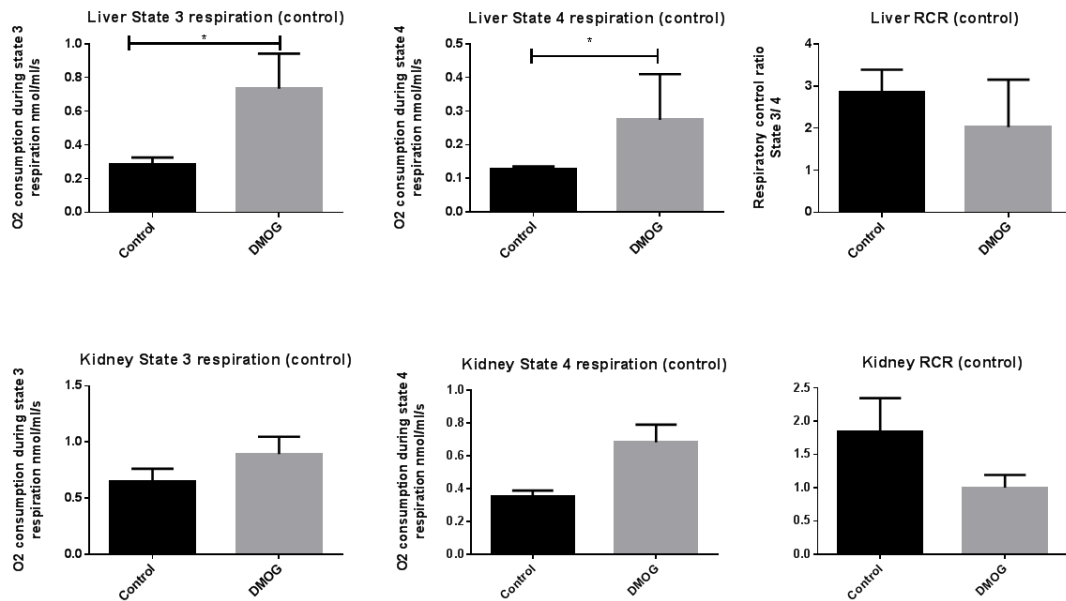 Liver State 3 respiration (control)
O2 consumption during state 3
respiration nmol/ml/s
1.0
0.8
0.6
0.4
0.2
0.0
*
Control
DMOG
Liver State 4 respiration (control)
O2 consumption during state 4
respiration nmol/ml/s
0.5
0.4
0.3
0.2
0.1
0.0
*
Control
DMOG
Liver RCR (control)
Respiratory control ratio
State 3/ 4
4
3
2
1
0
Control
DMOG
Kidney State 3 respiration (control)
O2 consumption during state 3
respiration nmol/ml/s
1.5
1.0
0.5
0.0
Control
DMOG
Kidney State 4 respiration (control)
O2 consumption during state 4
respiration nmol/ml/s
1.0
0.8
0.6
0.4
0.2
0.0
Control
DMOG
Kidney RCR (control)
2.5
2.0
1.5
1.0
0.5
0.0
Control
DMOG